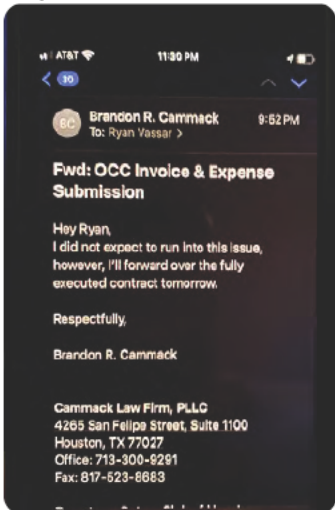 AT&T 11:30 PM
30
BC Brandon R. Cammack 9:52 PM
To: Ryan Vassar >
Fwd: OCC Invoice & Expense
Submission
Hey Ryan,
I did not expect to run into this issue,
however, I'll forward over the fully
executed contract tomorrow.
Respectfully,
Brandon R. Cammack
Cammack Law Firm, PLLC
4265 San Felipe Street, Suite 1100
Houston, TX 77027
Office: 713-300-9291
Fax: 817-523-8683